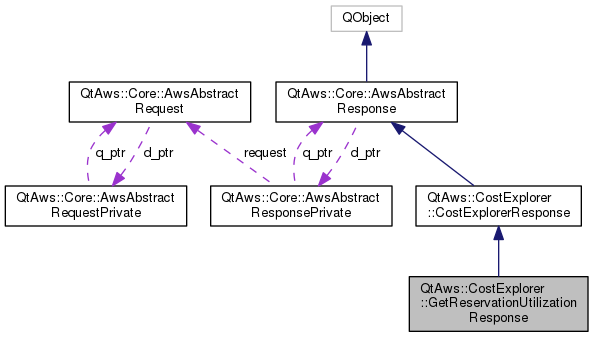 QObject
QtAws::Core::AwsAbstract
Request
QtAws::Core::AwsAbstract
Response
q_ptr
d_ptr
request
q_ptr
d_ptr
QtAws::Core::AwsAbstract
RequestPrivate
QtAws::Core::AwsAbstract
ResponsePrivate
QtAws::CostExplorer
::CostExplorerResponse
QtAws::CostExplorer
::GetReservationUtilization
Response